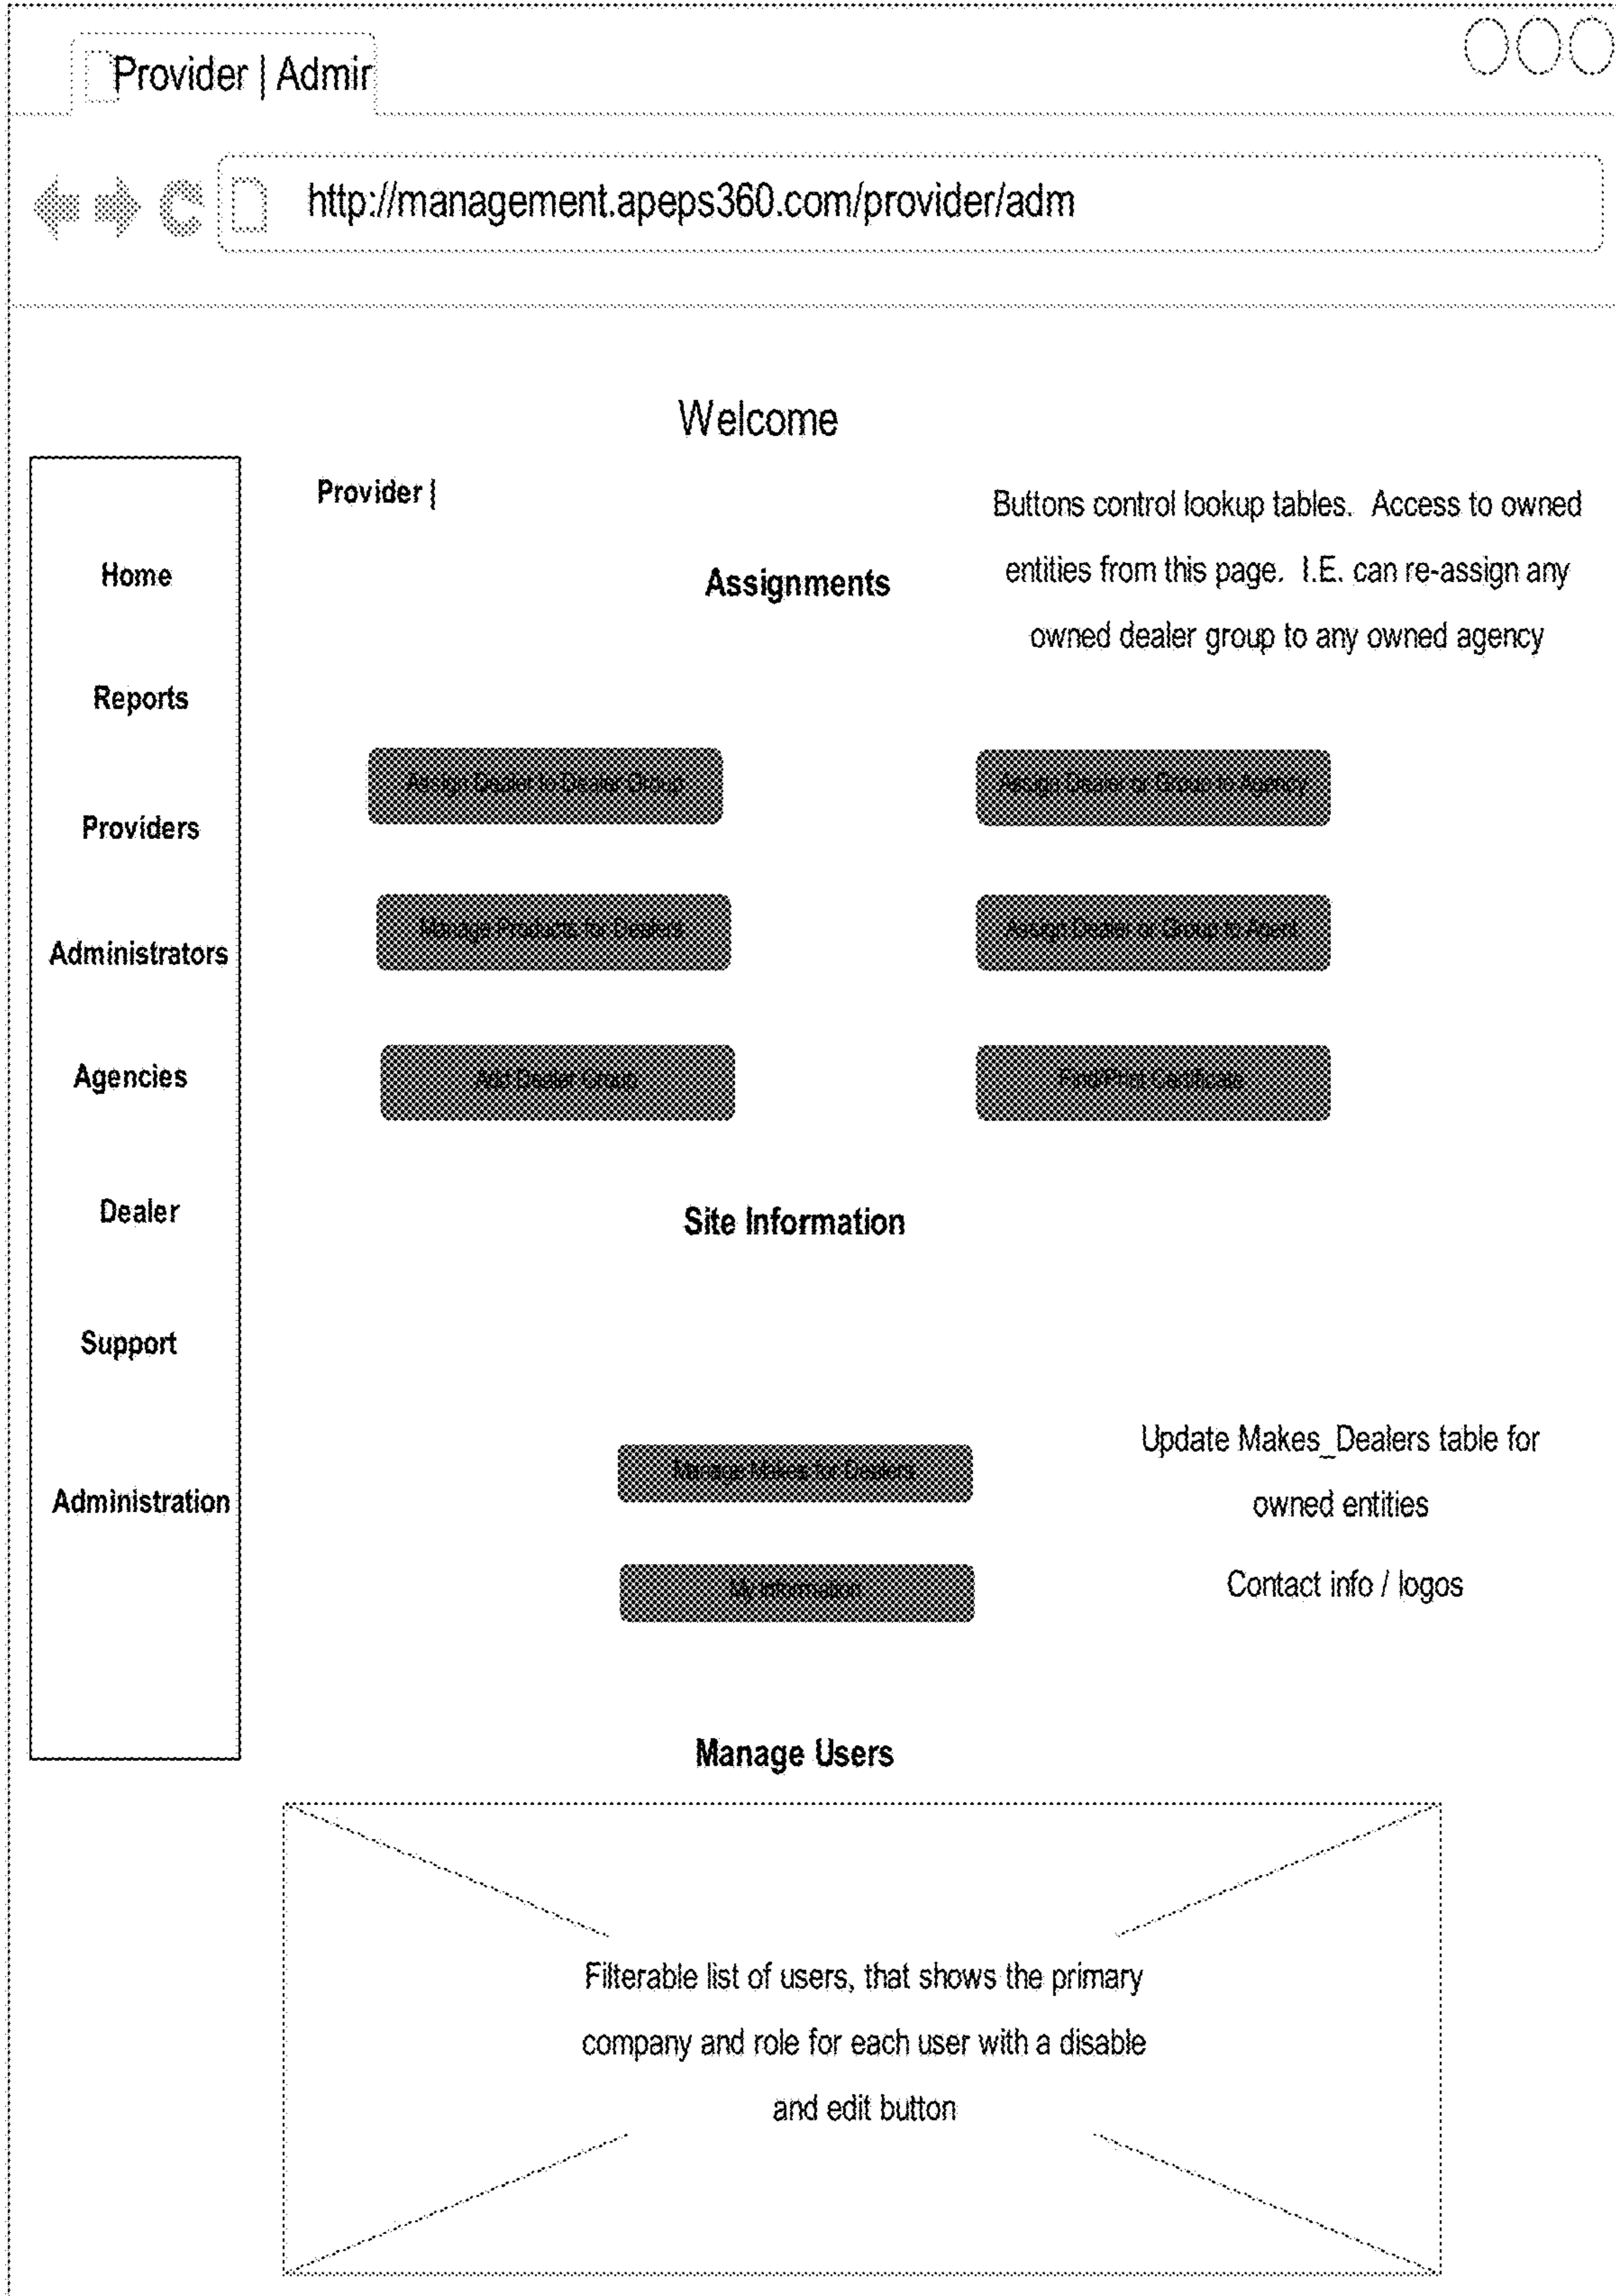 Provider | Admir
http://management.apeps360.com/provider/adm
Welcome
Provider |
Buttons control lookup tables. Access to owned
entities from this page. I.E. can re-assign any
owned dealer group to any owned agency
Assignments
Home
Reports
Providers
Administrators
Agencies
Dealer
Support
Administration
Assign Dealer to Dealer Group
Assign Dealer or Group to Agency
Manage Products for Dealers
Assign Dealer or Group to Agent
Add Dealer Group
Find/Print Certificate
Site Information
Manage Makes for Dealers
Update Makes_Dealers table for
owned entities
My Information
Contact info / logos
Manage Users
Filterable list of users, that shows the primary
company and role for each user with a disable
and edit button